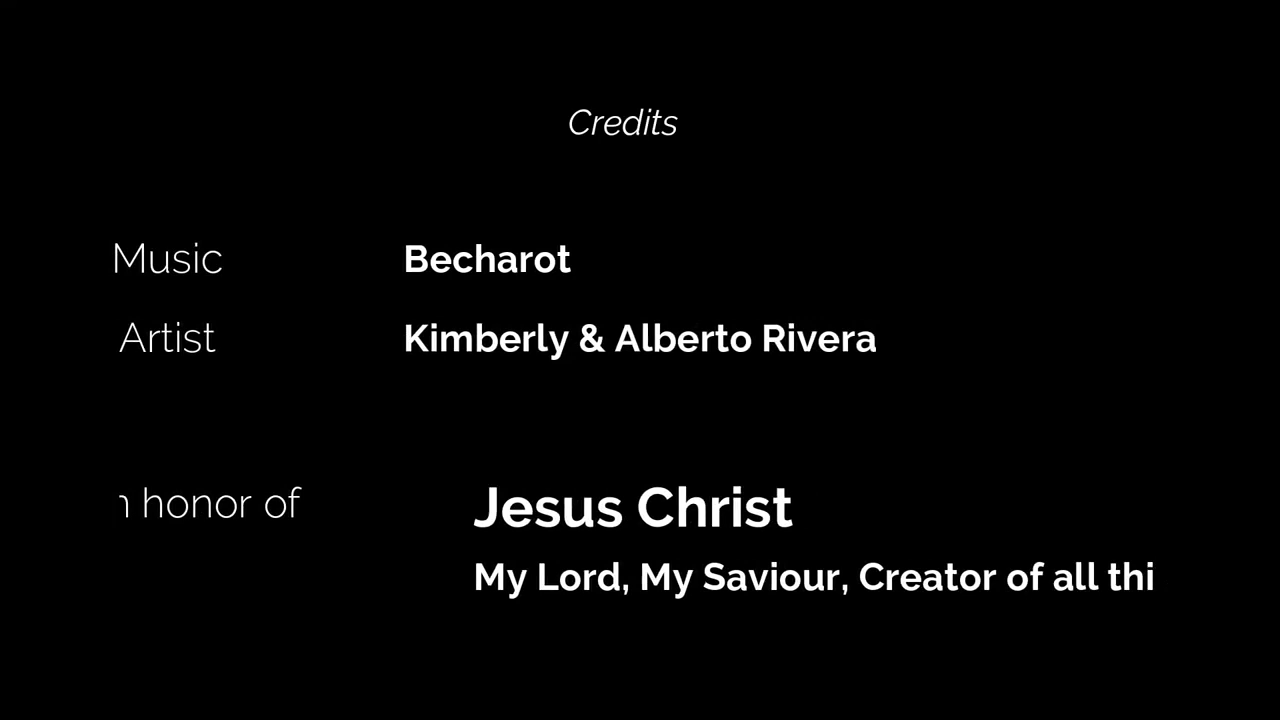 Credits
Music Becharot
Artist Kimberly & Alberto Rivera
honor of Jesus Christ
My Lord, My Saviour, Creator of all thi